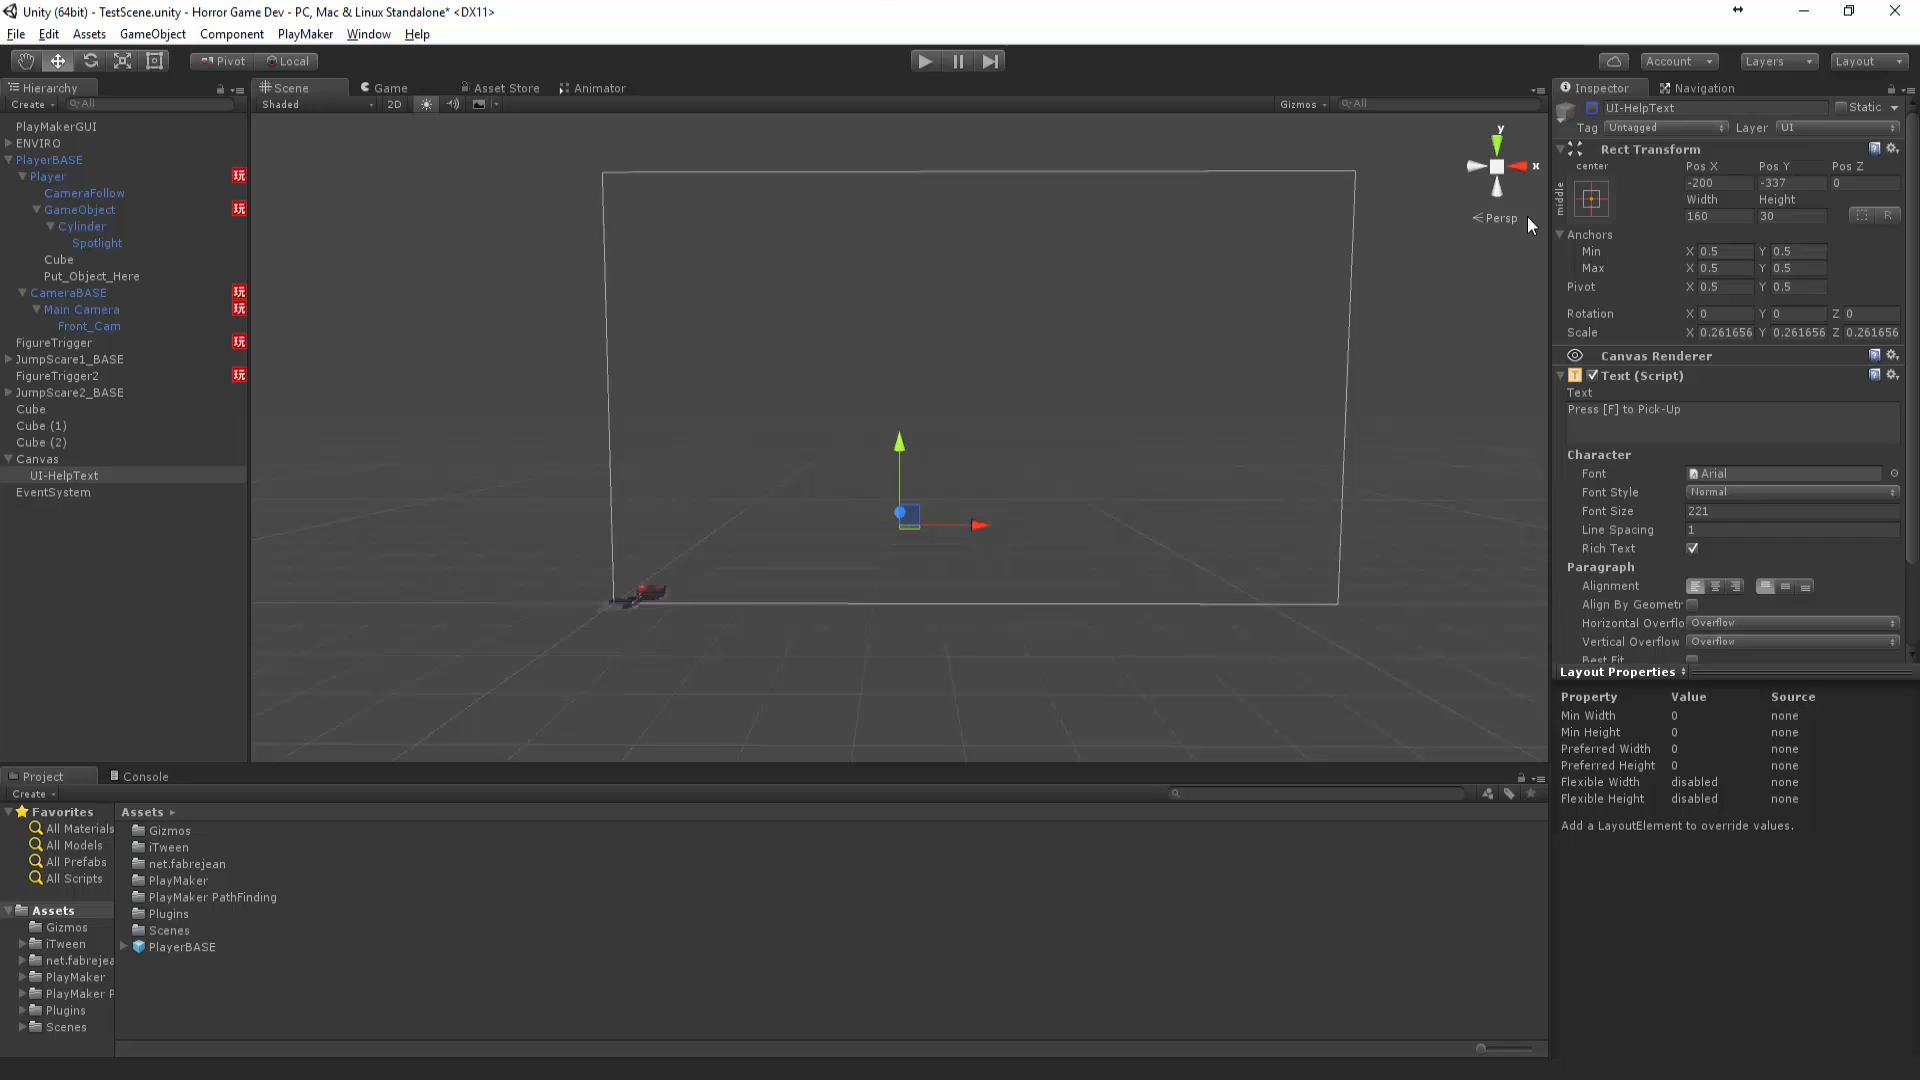 Unity (64bit) - TestScene.unity - Horror Game Dev - PC, Mac & Linux Standalone* <DX11>
File Edit Assets GameObject Component PlayMaker Window Help
Pivot Local Account Layers Layout
Hierarchy
Create All
PlayMakerGUI
ENVIRO
PlayerBASE
Player 玩
CameraFollow
GameObject 玩
Cylinder
Spotlight
Cube
Put_Object_Here
CameraBASE 玩
Main Camera 玩
Front_Cam
FigureTrigger 玩
JumpScare1_BASE
FigureTrigger2 玩
JumpScare2_BASE
Cube
Cube (1)
Cube (2)
Canvas
UI-HelpText
EventSystem
Scene Game Asset Store Animator
Shaded 2D Gizmos All
y
x
Persp
Inspector Navigation
UI-HelpText Static
Tag Untagged Layer UI
Rect Transform
center Pos X Pos Y Pos Z
middle -200 -337 0
Width Height
160 30 R
Anchors
Min X 0.5 Y 0.5
Max X 0.5 Y 0.5
Pivot X 0.5 Y 0.5
Rotation X 0 Y 0 Z 0
Scale X 0.261656 Y 0.261656 Z 0.261656
Canvas Renderer
Text (Script)
Text
Press [F] to Pick-Up
Character
Font Arial
Font Style Normal
Font Size 221
Line Spacing 1
Rich Text
Paragraph
Alignment
Align By Geometr
Horizontal Overflo Overflow
Vertical Overflow Overflow
Best Fit
Layout Properties
Property Value Source
Min Width 0 none
Min Height 0 none
Preferred Width 0 none
Preferred Height 0 none
Flexible Width disabled none
Flexible Height disabled none
Add a LayoutElement to override values.
Project Console
Create
Favorites
All Materials
All Models
All Prefabs
All Scripts
Assets
Gizmos
iTween
net.fabrejea
PlayMaker
PlayMaker P
Plugins
Scenes
Assets
Gizmos
iTween
net.fabrejean
PlayMaker
PlayMaker PathFinding
Plugins
Scenes
PlayerBASE